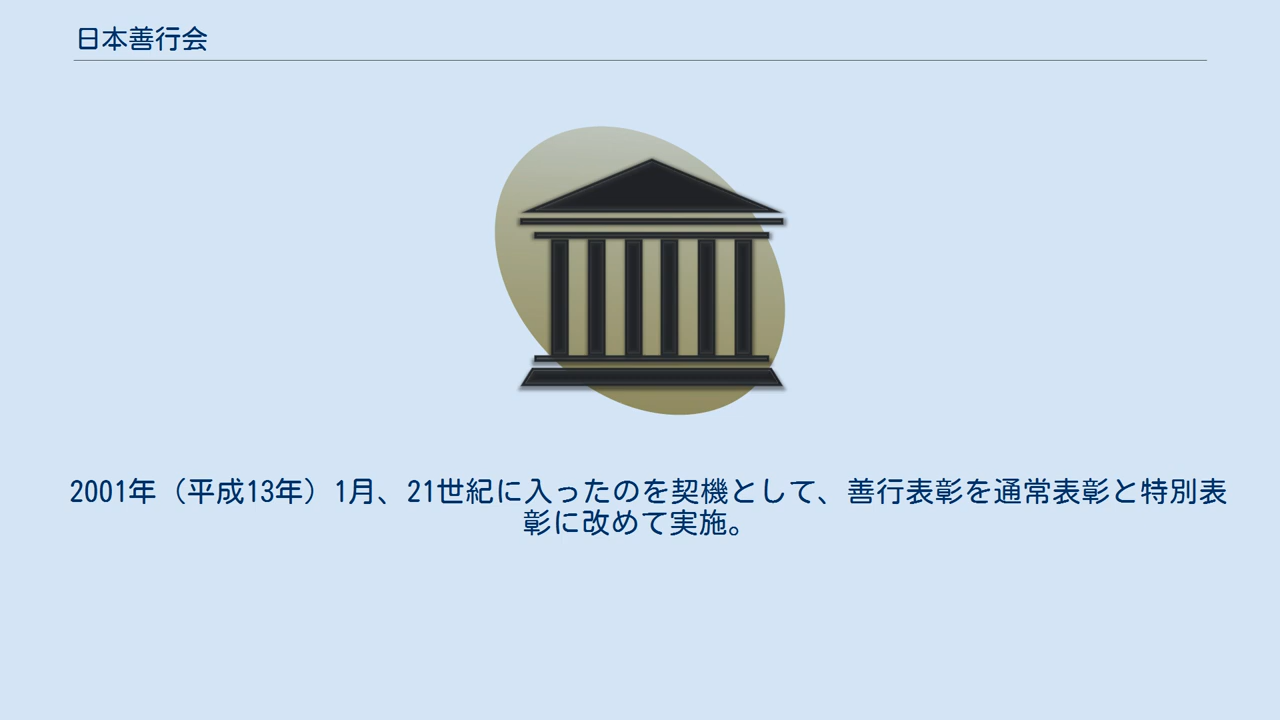 日本善行会
2001年（平成13年）1月、21世紀に入ったのを契機として、善行表彰を通常表彰と特別表
彰に改めて実施。